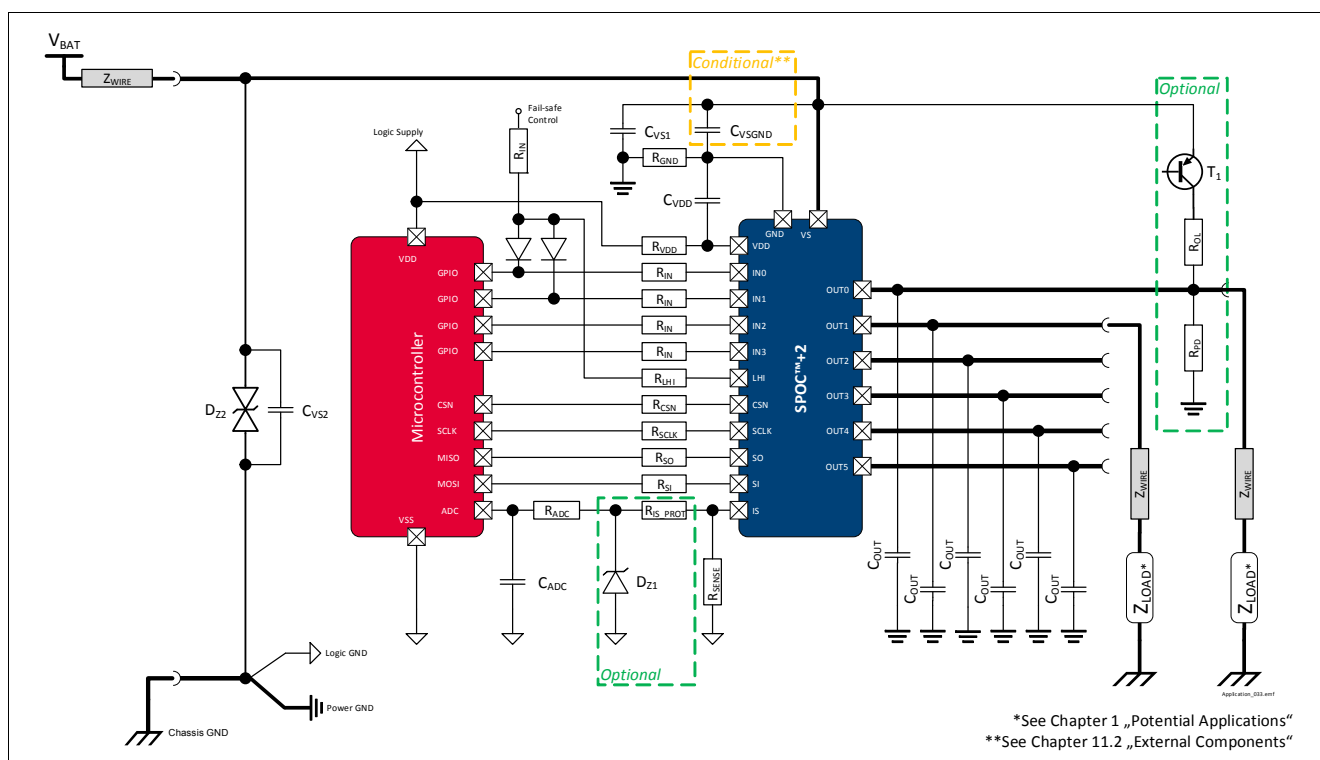 VBAT
ZWIRE
Conditional**
Optional
Fail-safe
Control
Logic Supply
RIN
CVS1
CVSGND
RGND
CVDD
T1
ROL
RPD
GND
VS
VDD
RVDD
VDD
GPIO
RIN
IN0
GPIO
RIN
IN1
GPIO
RIN
IN2
GPIO
RIN
IN3
RLHI
LHI
CSN
RCSN
CSN
SCLK
RSCLK
SCLK
MISO
RSO
SO
MOSI
RSI
SI
ADC
RADC
RIS_PROT
IS
VSS
Microcontroller
SPOC™+2
OUT0
OUT1
OUT2
OUT3
OUT4
OUT5
DZ2
CVS2
CADC
DZ1
RSENSE
Optional
COUT
COUT
COUT
COUT
COUT
COUT
ZWIRE
ZWIRE
ZLOAD*
ZLOAD*
Logic GND
Power GND
Chassis GND
Application_033.emf
*See Chapter 1 „Potential Applications“
**See Chapter 11.2 „External Components“